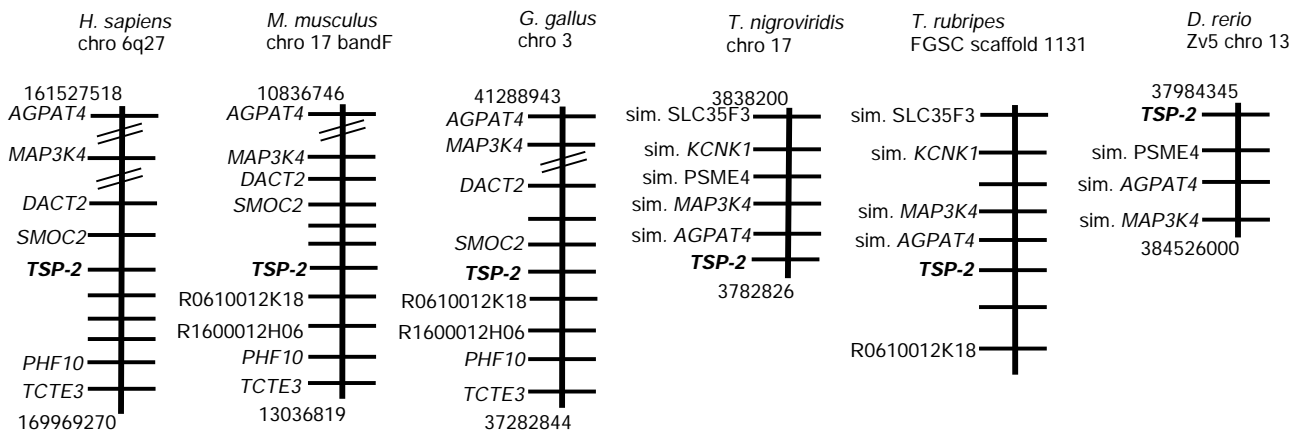 H. sapiens
chro 6q27
161527518
AGPAT4
MAP3K4
DACT2
SMOC2
TSP-2
PHF10
TCTE3
169969270
M. musculus
chro 17 bandF
10836746
AGPAT4
MAP3K4
DACT2
SMOC2
TSP-2
R0610012K18
R1600012H06
PHF10
TCTE3
13036819
G. gallus
chro 3
41288943
AGPAT4
MAP3K4
DACT2
SMOC2
TSP-2
R0610012K18
R1600012H06
PHF10
TCTE3
37282844
T. nigroviridis
chro 17
3838200
sim. SLC35F3
sim. KCNK1
sim. PSME4
sim. MAP3K4
sim. AGPAT4
TSP-2
3782826
T. rubripes
FGSC scaffold 1131
sim. SLC35F3
sim. KCNK1
sim. MAP3K4
sim. AGPAT4
TSP-2
R0610012K18
D. rerio
Zv5 chro 13
37984345
TSP-2
sim. PSME4
sim. AGPAT4
sim. MAP3K4
384526000